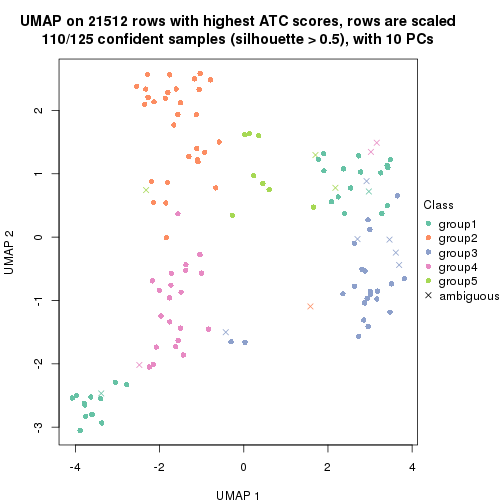 UMAP on 21512 rows with highest ATC scores, rows are scaled
110/125 confident samples (silhouette > 0.5), with 10 PCs
2
1
0
-1
-2
-3
UMAP 2
-4
-2
0
2
4
UMAP 1
Class
group1
group2
group3
group4
group5
ambiguous